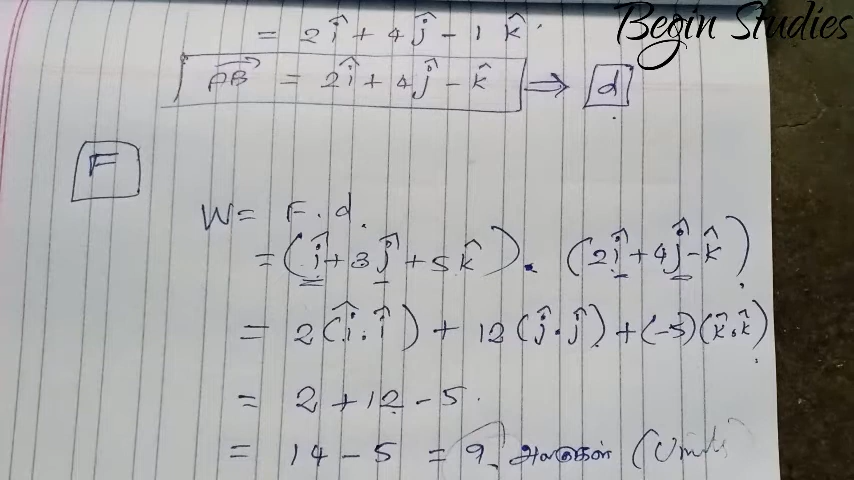 Begin Studies
= 2î + 4ĵ - 1 k̂.
AB⃗ = 2î + 4ĵ - k̂ ⇒ d
F
W = F . d.
= (î + 3ĵ + 5k̂) . (2î + 4ĵ - k̂)
= 2(î.î) + 12(ĵ.ĵ) + (-5)(k̂.k̂)
= 2 + 12 - 5.
= 14 - 5 = 9 அலகுகள் (Units)